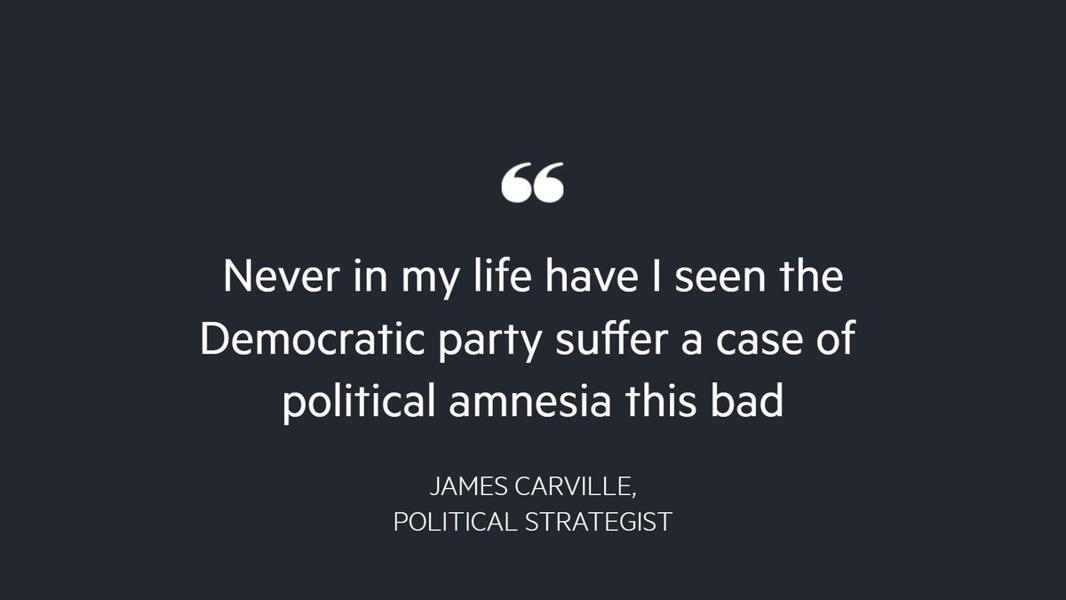 “
Never in my life have I seen the
Democratic party suffer a case of
political amnesia this bad
JAMES CARVILLE,
POLITICAL STRATEGIST